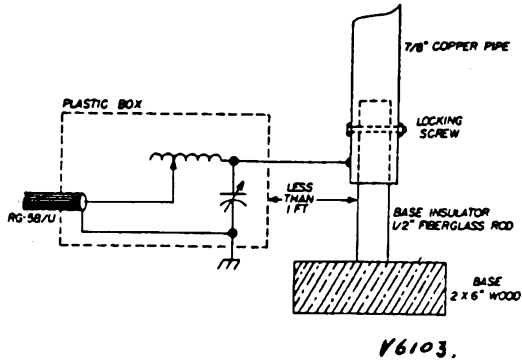 7/8" COPPER PIPE
PLASTIC BOX
LOCKING
SCREW
LESS
THAN
1 FT
RG-58/U
BASE INSULATOR
1/2" FIBERGLASS ROD
BASE
2 X 6" WOOD
V6103.